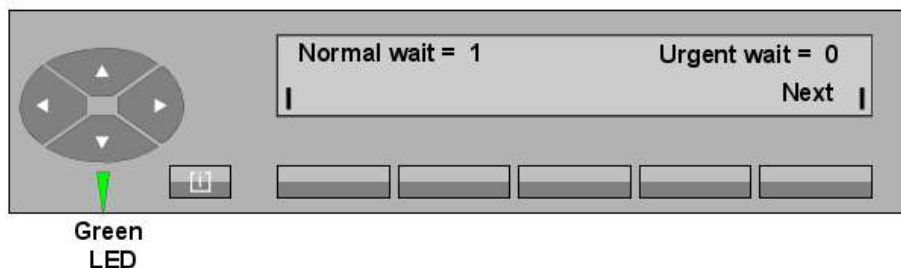 Normal wait = 1 Urgent wait = 0
Next
[i]
Green
LED